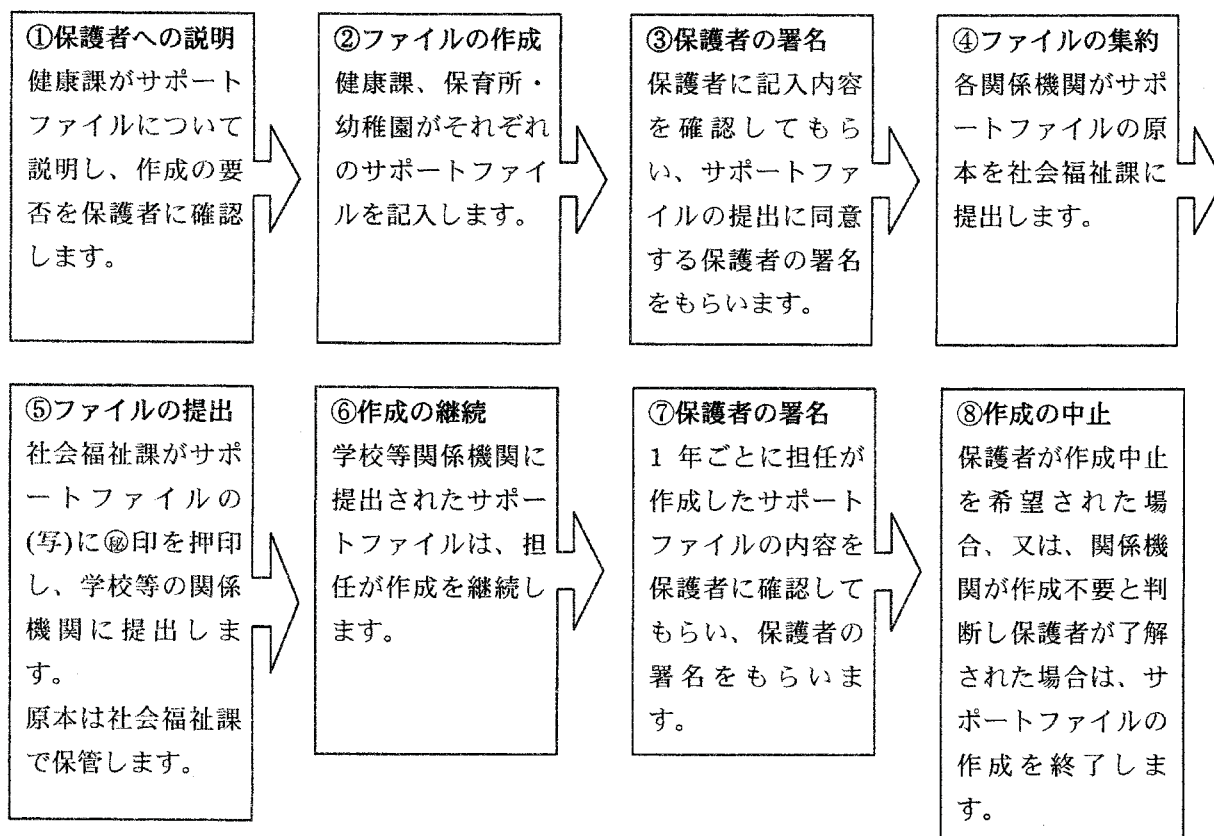 ①保護者への説明
健康課がサポート
ファイルについて
説明し、作成の要
否を保護者に確認
します。
②ファイルの作成
健康課、保育所・
幼稚園がそれぞれ
のサポートファイ
ルを記入します。
③保護者の署名
保護者に記入内容
を確認してもら
い、サポートファ
イルの提出に同意
する保護者の署名
をもらいます。
④ファイルの集約
各関係機関がサポ
ートファイルの原
本を社会福祉課に
提出します。
⑤ファイルの提出
社会福祉課がサポ
ートファイルの
(写)に㊙印を押印
し、学校等の関係
機関に提出しま
す。
原本は社会福祉課
で保管します。
⑥作成の継続
学校等関係機関に
提出されたサポー
トファイルは、担
任が作成を継続し
ます。
⑦保護者の署名
1 年ごとに担任が
作成したサポート
ファイルの内容を
保護者に確認して
もらい、保護者の
署名をもらいま
す。
⑧作成の中止
保護者が作成中止
を希望された場
合、又は、関係機
関が作成不要と判
断し保護者が了解
された場合は、サ
ポートファイルの
作成を終了しま
す。